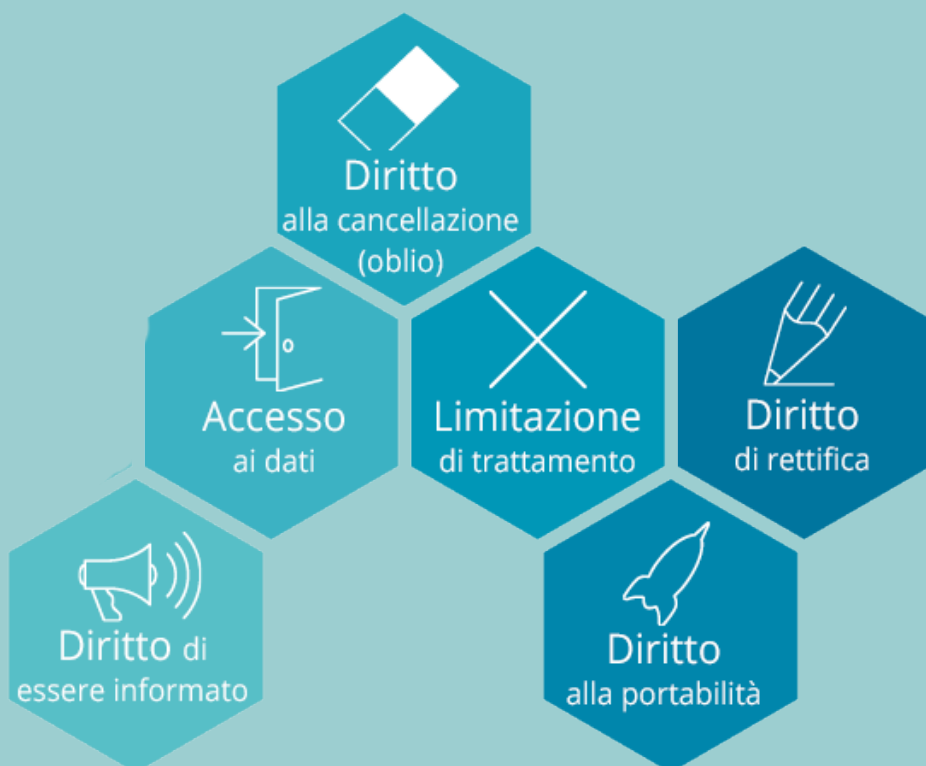 Diritto
alla cancellazione
(oblio)
Accesso
ai dati
Limitazione
di trattamento
Diritto
di rettifica
Diritto di
essere informato
Diritto
alla portabilità